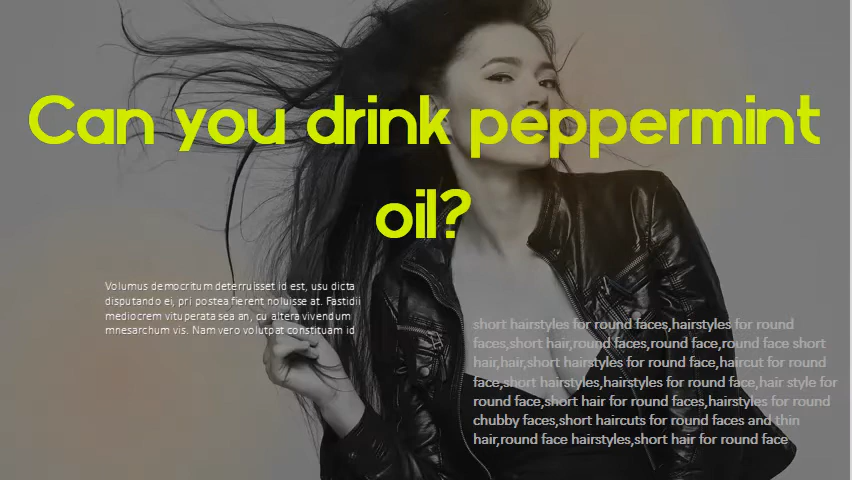 Can you drink peppermint
oil?
Volumus democritum deterruisset id est, usu dicta
disputando ei, pri postea fierent noluisse at. Fastidii
mediocrem vituperata sea an, cu altera vivendum
mnesarchum vis. Nam vero volutpat constituam id.
short hairstyles for round faces,hairstyles for round
faces,short hair,round faces,round face,round face short
hair,hair,short hairstyles for round face,haircut for round
face,short hairstyles,hairstyles for round face,hair style for
round face,short hair for round faces,hairstyles for round
chubby faces,short haircuts for round faces and thin
hair,round face hairstyles,short hair for round face